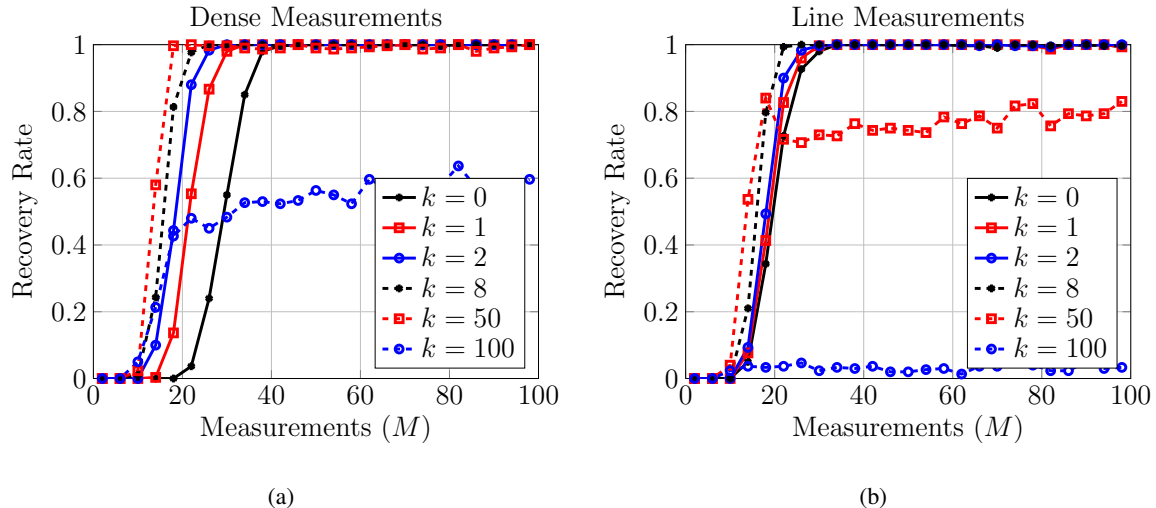 Dense Measurements
1
0.8
0.6
0.4
0.2
0
Recovery Rate
k = 0
k = 1
k = 2
k = 8
k = 50
k = 100
0 20 40 60 80 100
Measurements (M)
(a)
Line Measurements
1
0.8
0.6
0.4
0.2
0
Recovery Rate
k = 0
k = 1
k = 2
k = 8
k = 50
k = 100
0 20 40 60 80 100
Measurements (M)
(b)